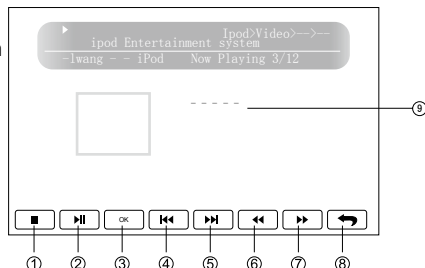 Ipod>Video>-->--
ipod Entertainment system
-1wang - - iPod Now Playing 3/12
- - - - -
⑨
OK
① ② ③ ④ ⑤ ⑥ ⑦ ⑧